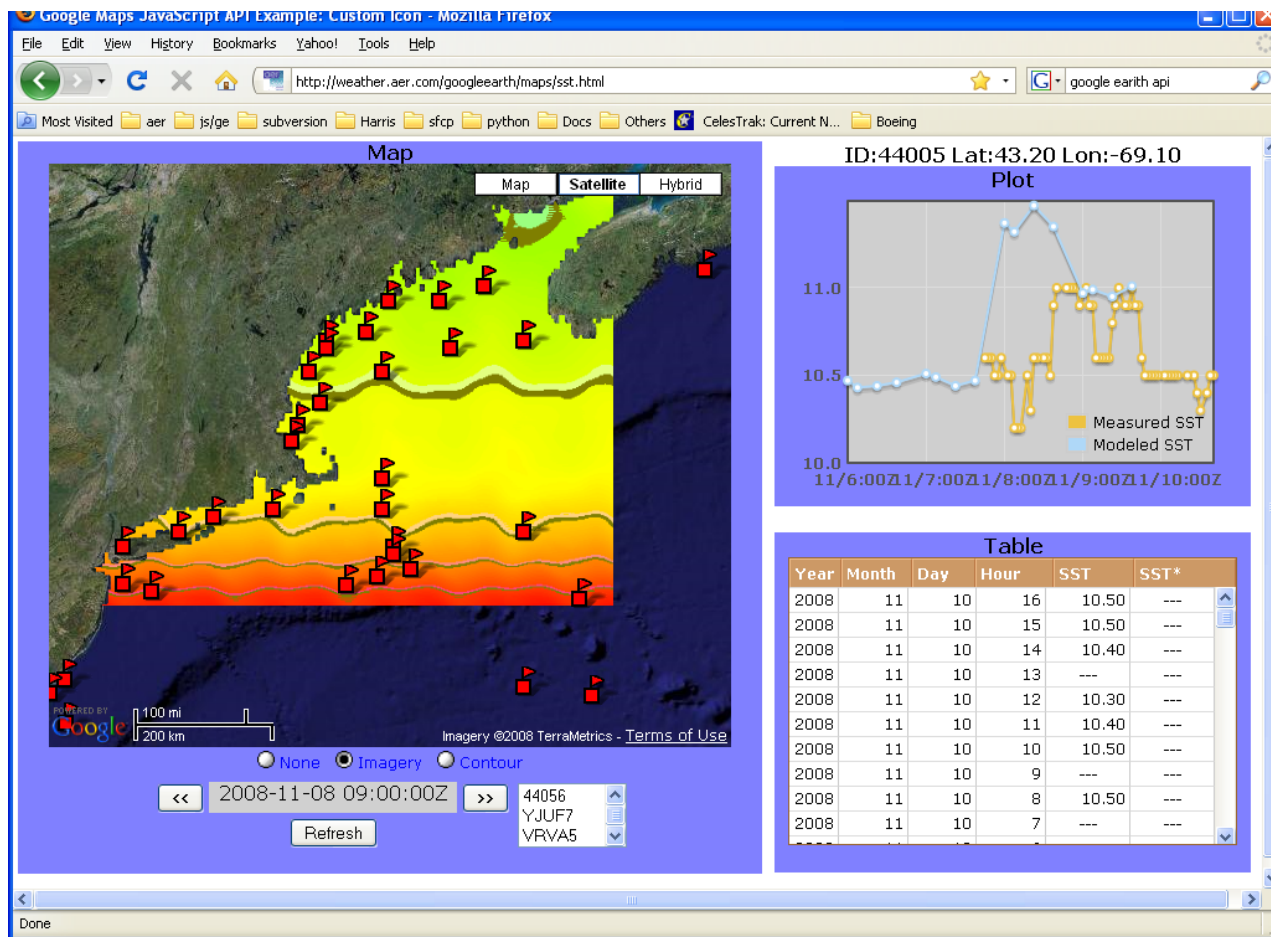 Google Maps JavaScript API Example: Custom Icon - Mozilla Firefox
File Edit View History Bookmarks Yahoo! Tools Help
http://weather.aer.com/googleearth/maps/sst.html
google earith api
Most Visited aer js/ge subversion Harris sfcp python Docs Others CelesTrak: Current N... Boeing
Map
Map Satellite Hybrid
100 mi
POWERED BY
Google
200 km
Imagery ©2008 TerraMetrics - Terms of Use
None Imagery Contour
<< 2008-11-08 09:00:00Z >>
44056
YJUF7
VRVA5
Refresh
ID:44005 Lat:43.20 Lon:-69.10
Plot
11.0
10.5
10.0
Measured SST
Modeled SST
11/6:00Z 11/7:00Z 11/8:00Z 11/9:00Z 11/10:00Z
Table
Year Month Day Hour SST SST*
2008 11 10 16 10.50 ---
2008 11 10 15 10.50 ---
2008 11 10 14 10.40 ---
2008 11 10 13 --- ---
2008 11 10 12 10.30 ---
2008 11 10 11 10.40 ---
2008 11 10 10 10.50 ---
2008 11 10 9 --- ---
2008 11 10 8 10.50 ---
2008 11 10 7 --- ---
Done